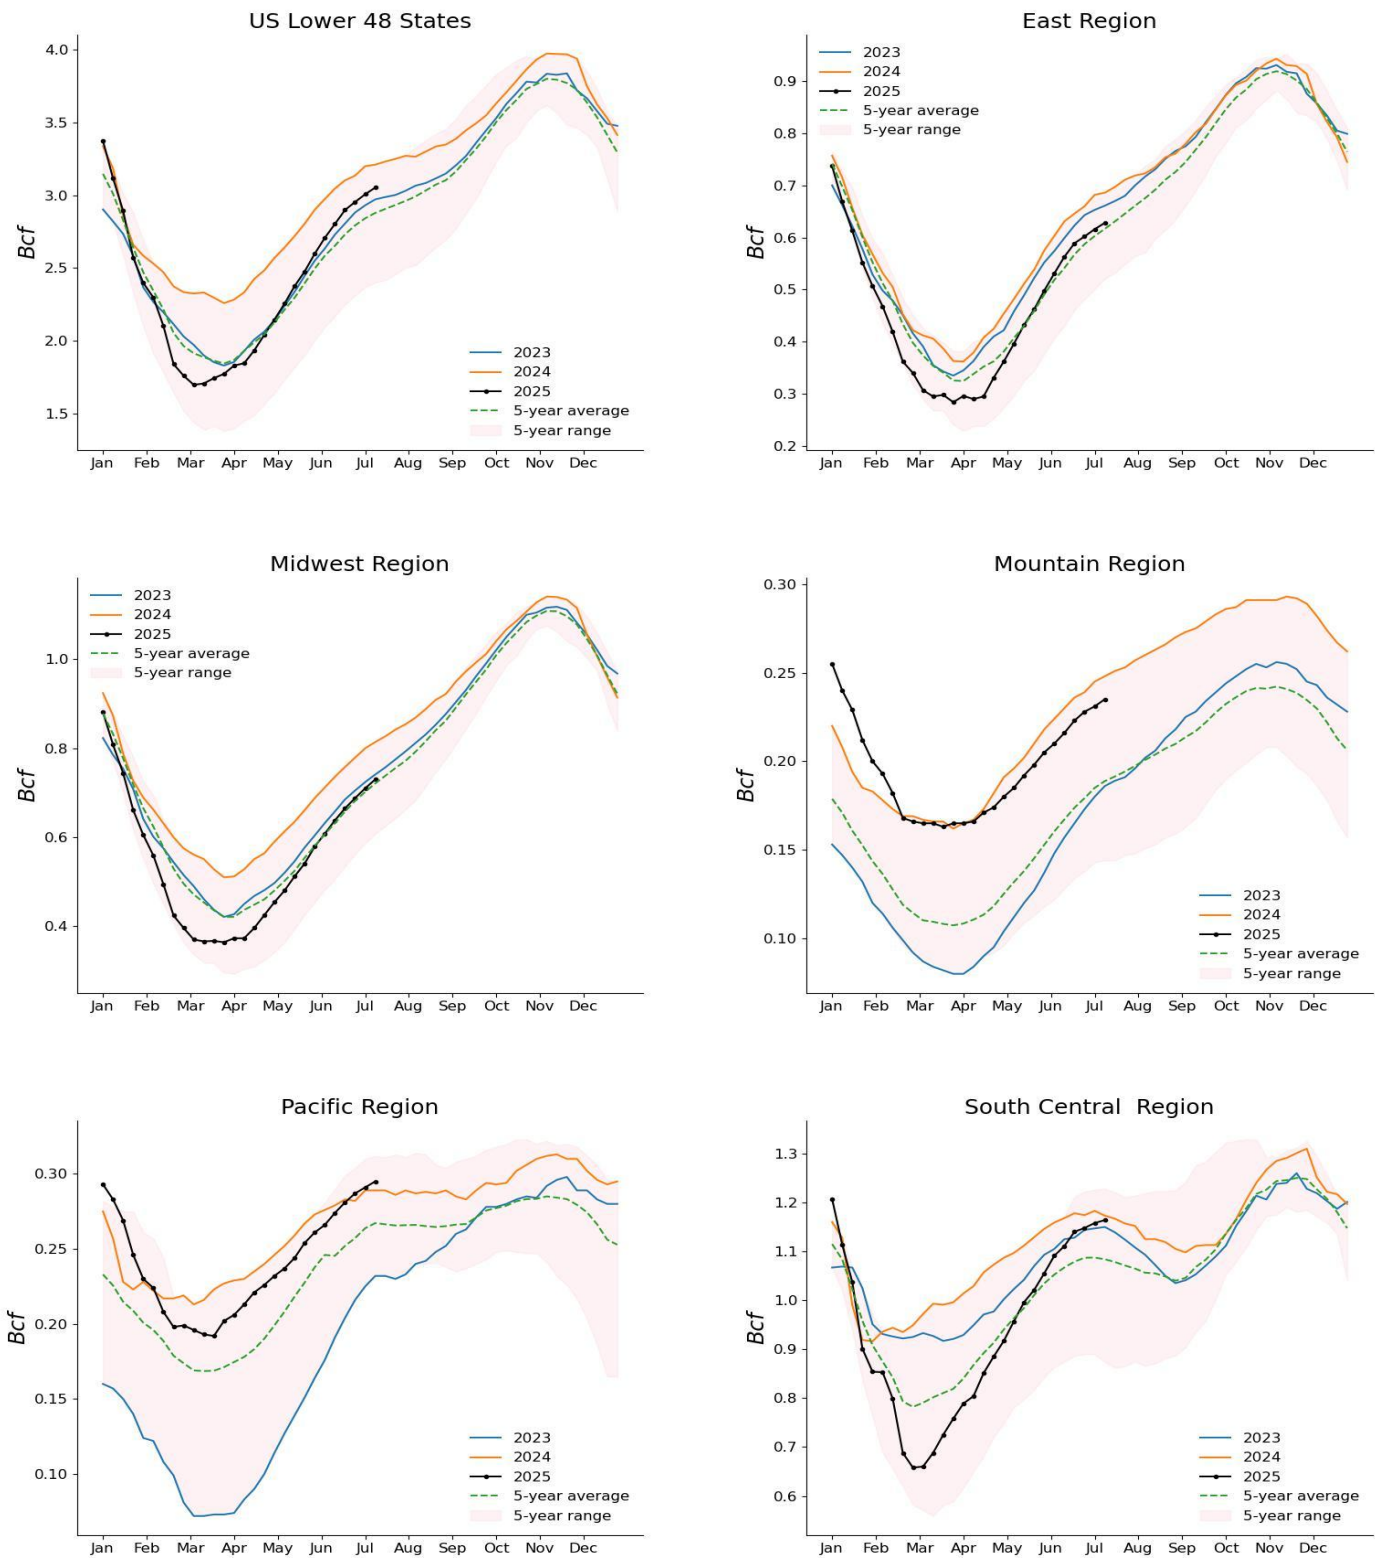 US Lower 48 States
4.0
3.5
3.0
2.5
2.0
1.5
Bcf
2023
2024
2025
5-year average
5-year range
Jan Feb Mar Apr May Jun Jul Aug Sep Oct Nov Dec
East Region
0.9
0.8
0.7
0.6
0.5
0.4
0.3
0.2
Bcf
2023
2024
2025
5-year average
5-year range
Jan Feb Mar Apr May Jun Jul Aug Sep Oct Nov Dec
Midwest Region
1.0
0.8
0.6
0.4
Bcf
2023
2024
2025
5-year average
5-year range
Jan Feb Mar Apr May Jun Jul Aug Sep Oct Nov Dec
Mountain Region
0.30
0.25
0.20
0.15
0.10
Bcf
2023
2024
2025
5-year average
5-year range
Jan Feb Mar Apr May Jun Jul Aug Sep Oct Nov Dec
Pacific Region
0.30
0.25
0.20
0.15
0.10
Bcf
2023
2024
2025
5-year average
5-year range
Jan Feb Mar Apr May Jun Jul Aug Sep Oct Nov Dec
South Central  Region
1.3
1.2
1.1
1.0
0.9
0.8
0.7
0.6
Bcf
2023
2024
2025
5-year average
5-year range
Jan Feb Mar Apr May Jun Jul Aug Sep Oct Nov Dec